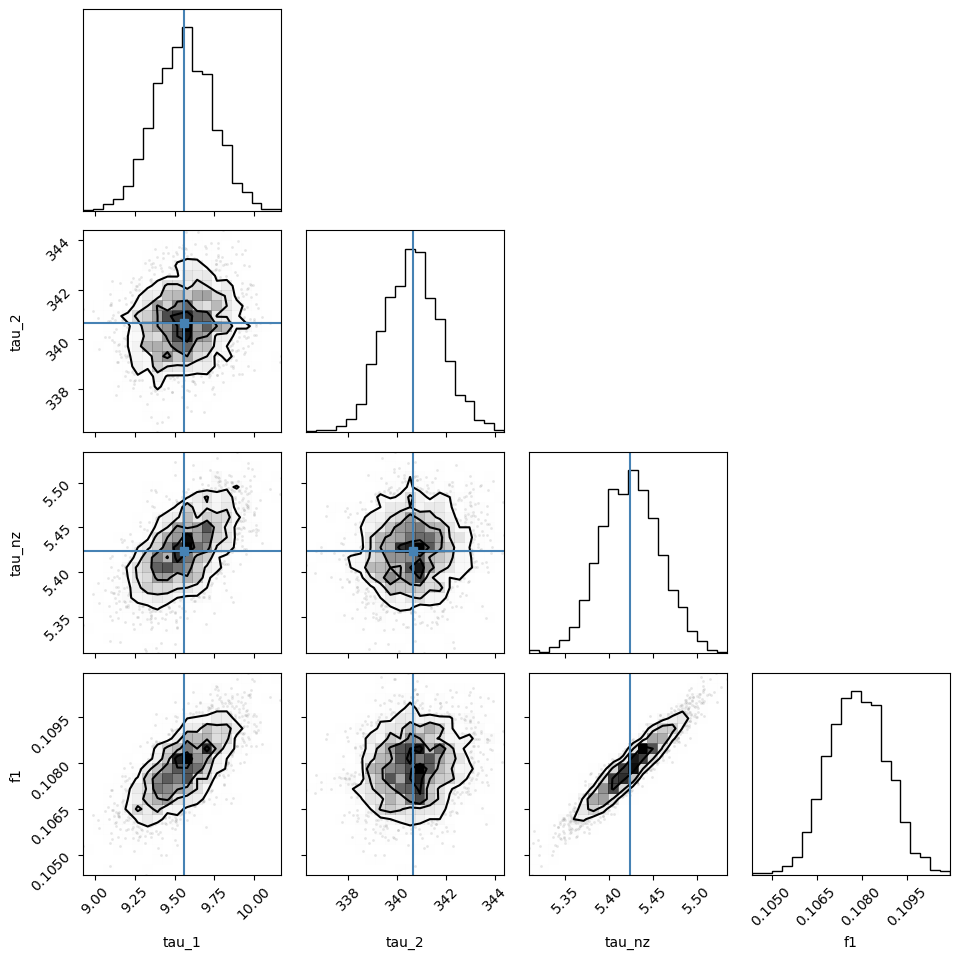 344
342
340
338
tau_2
5.50
5.45
5.40
5.35
tau_nz
0.1095
0.1080
0.1065
0.1050
f1
9.00 9.25 9.50 9.75 10.00
338 340 342 344
5.35 5.40 5.45 5.50
0.1050 0.1065 0.1080 0.1095
tau_1 tau_2 tau_nz f1